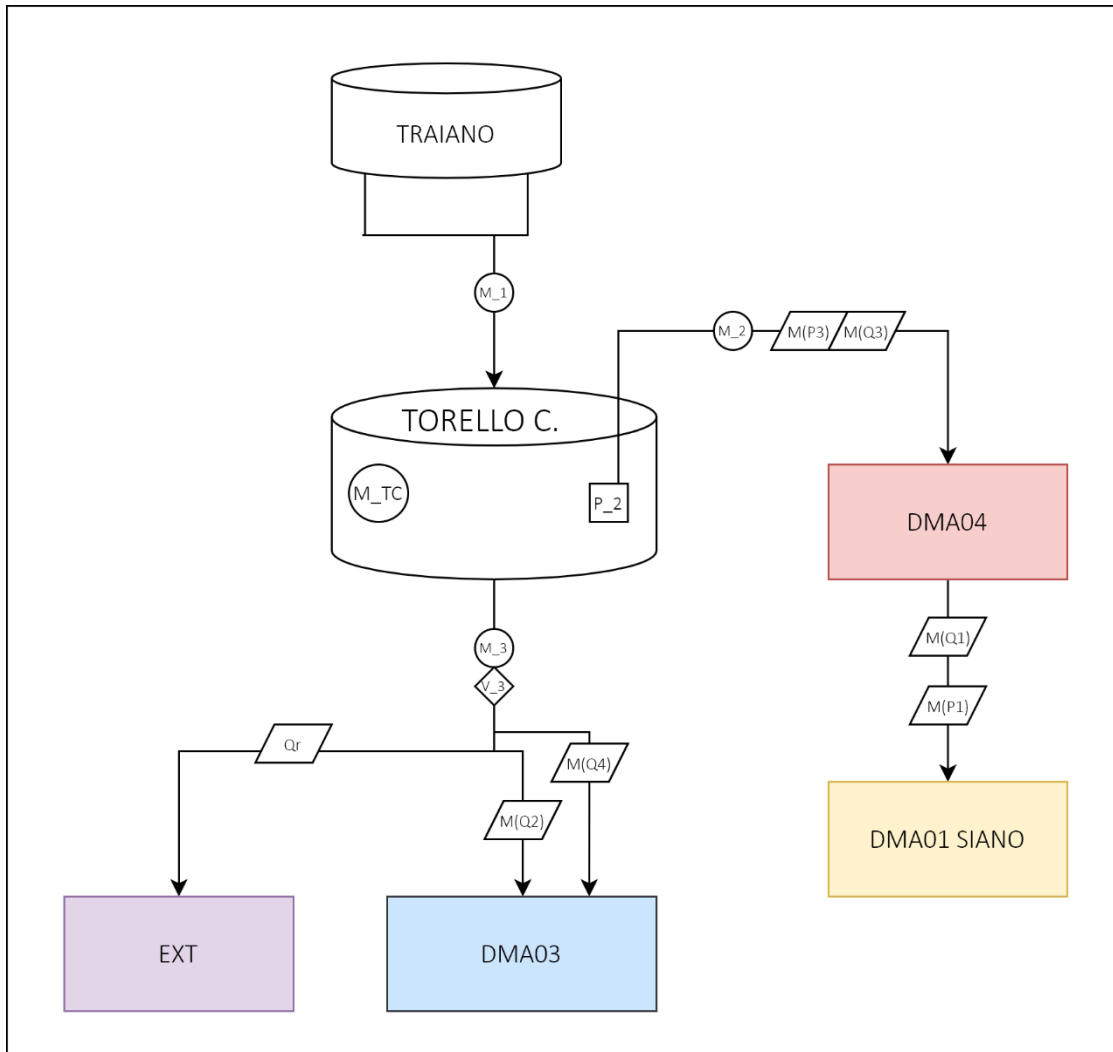 TRAIANO
M_1
M_2
M(P3)
M(Q3)
TORELLO C.
M_TC
P_2
DMA04
M(Q1)
M_3
V_3
M(P1)
Qr
M(Q4)
M(Q2)
DMA01 SIANO
EXT
DMA03